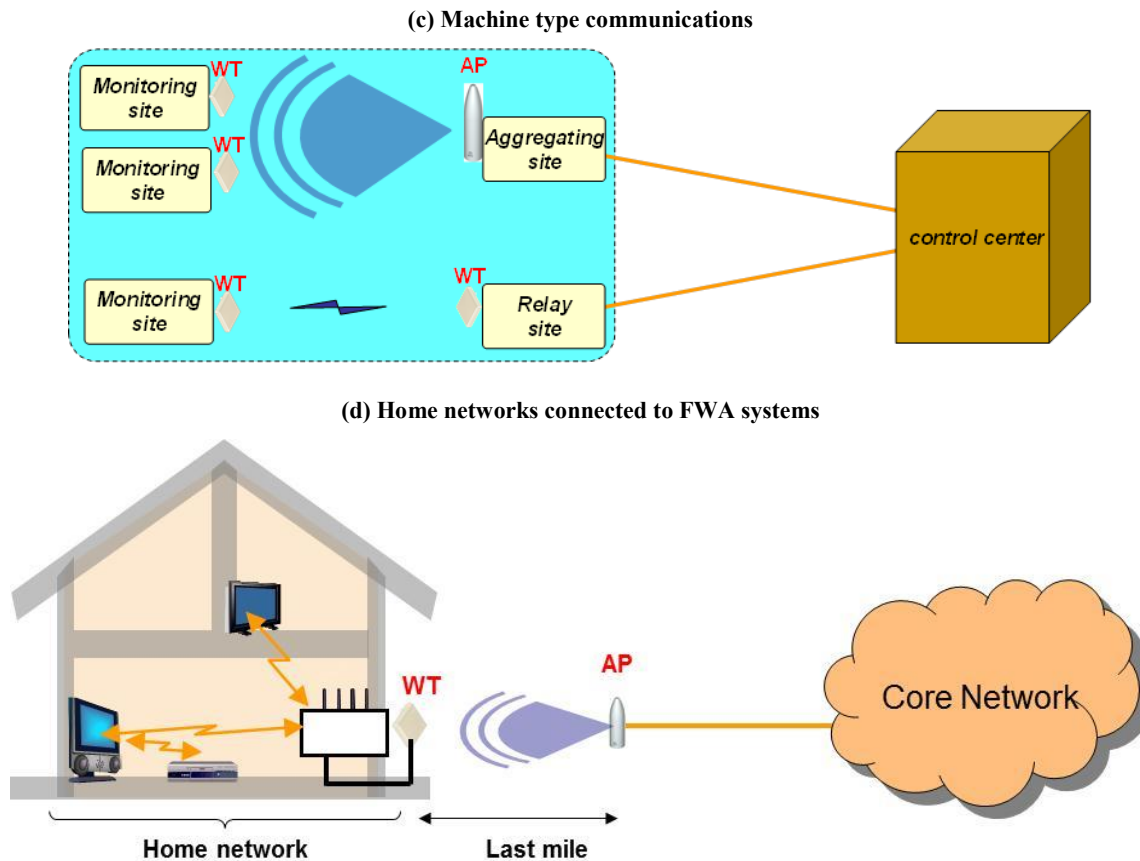 (c) Machine type communications
WT
AP
Monitoring
site
WT
Aggregating
site
Monitoring
site
control center
WT
WT
Monitoring
site
Relay
site
(d) Home networks connected to FWA systems
WT
AP
Core Network
Home network
Last mile